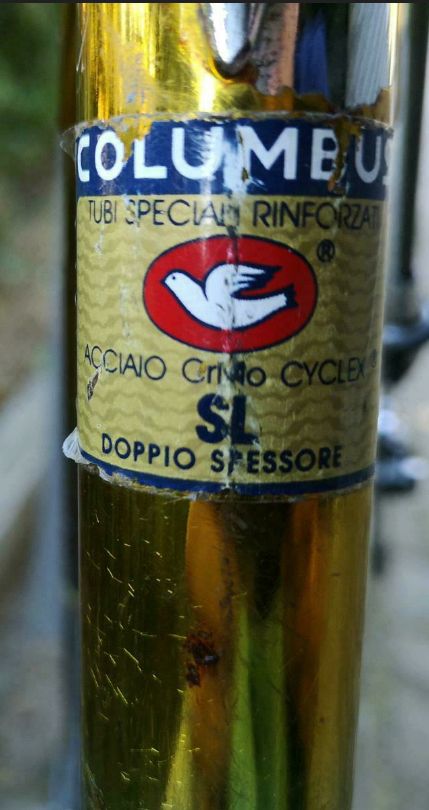 COLUMBUS
TUBI SPECIALI RINFORZATI
®
ACCIAIO CrMo CYCLEX ®
SL
DOPPIO SPESSORE